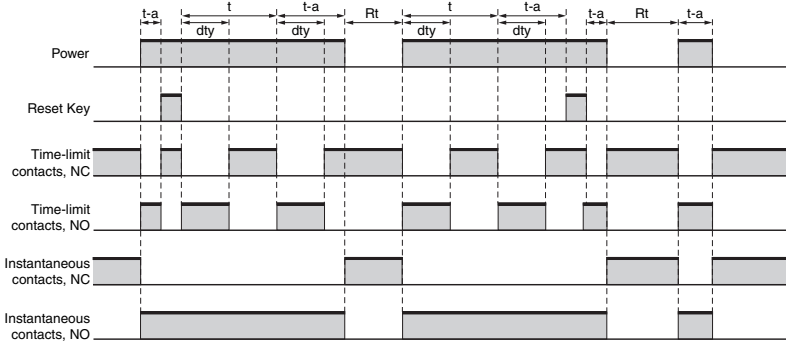 t-a t t-a Rt t t-a t-a Rt t-a
dty dty dty dty
Power
Reset Key
Time-limit
contacts, NC
Time-limit
contacts, NO
Instantaneous
contacts, NC
Instantaneous
contacts, NO